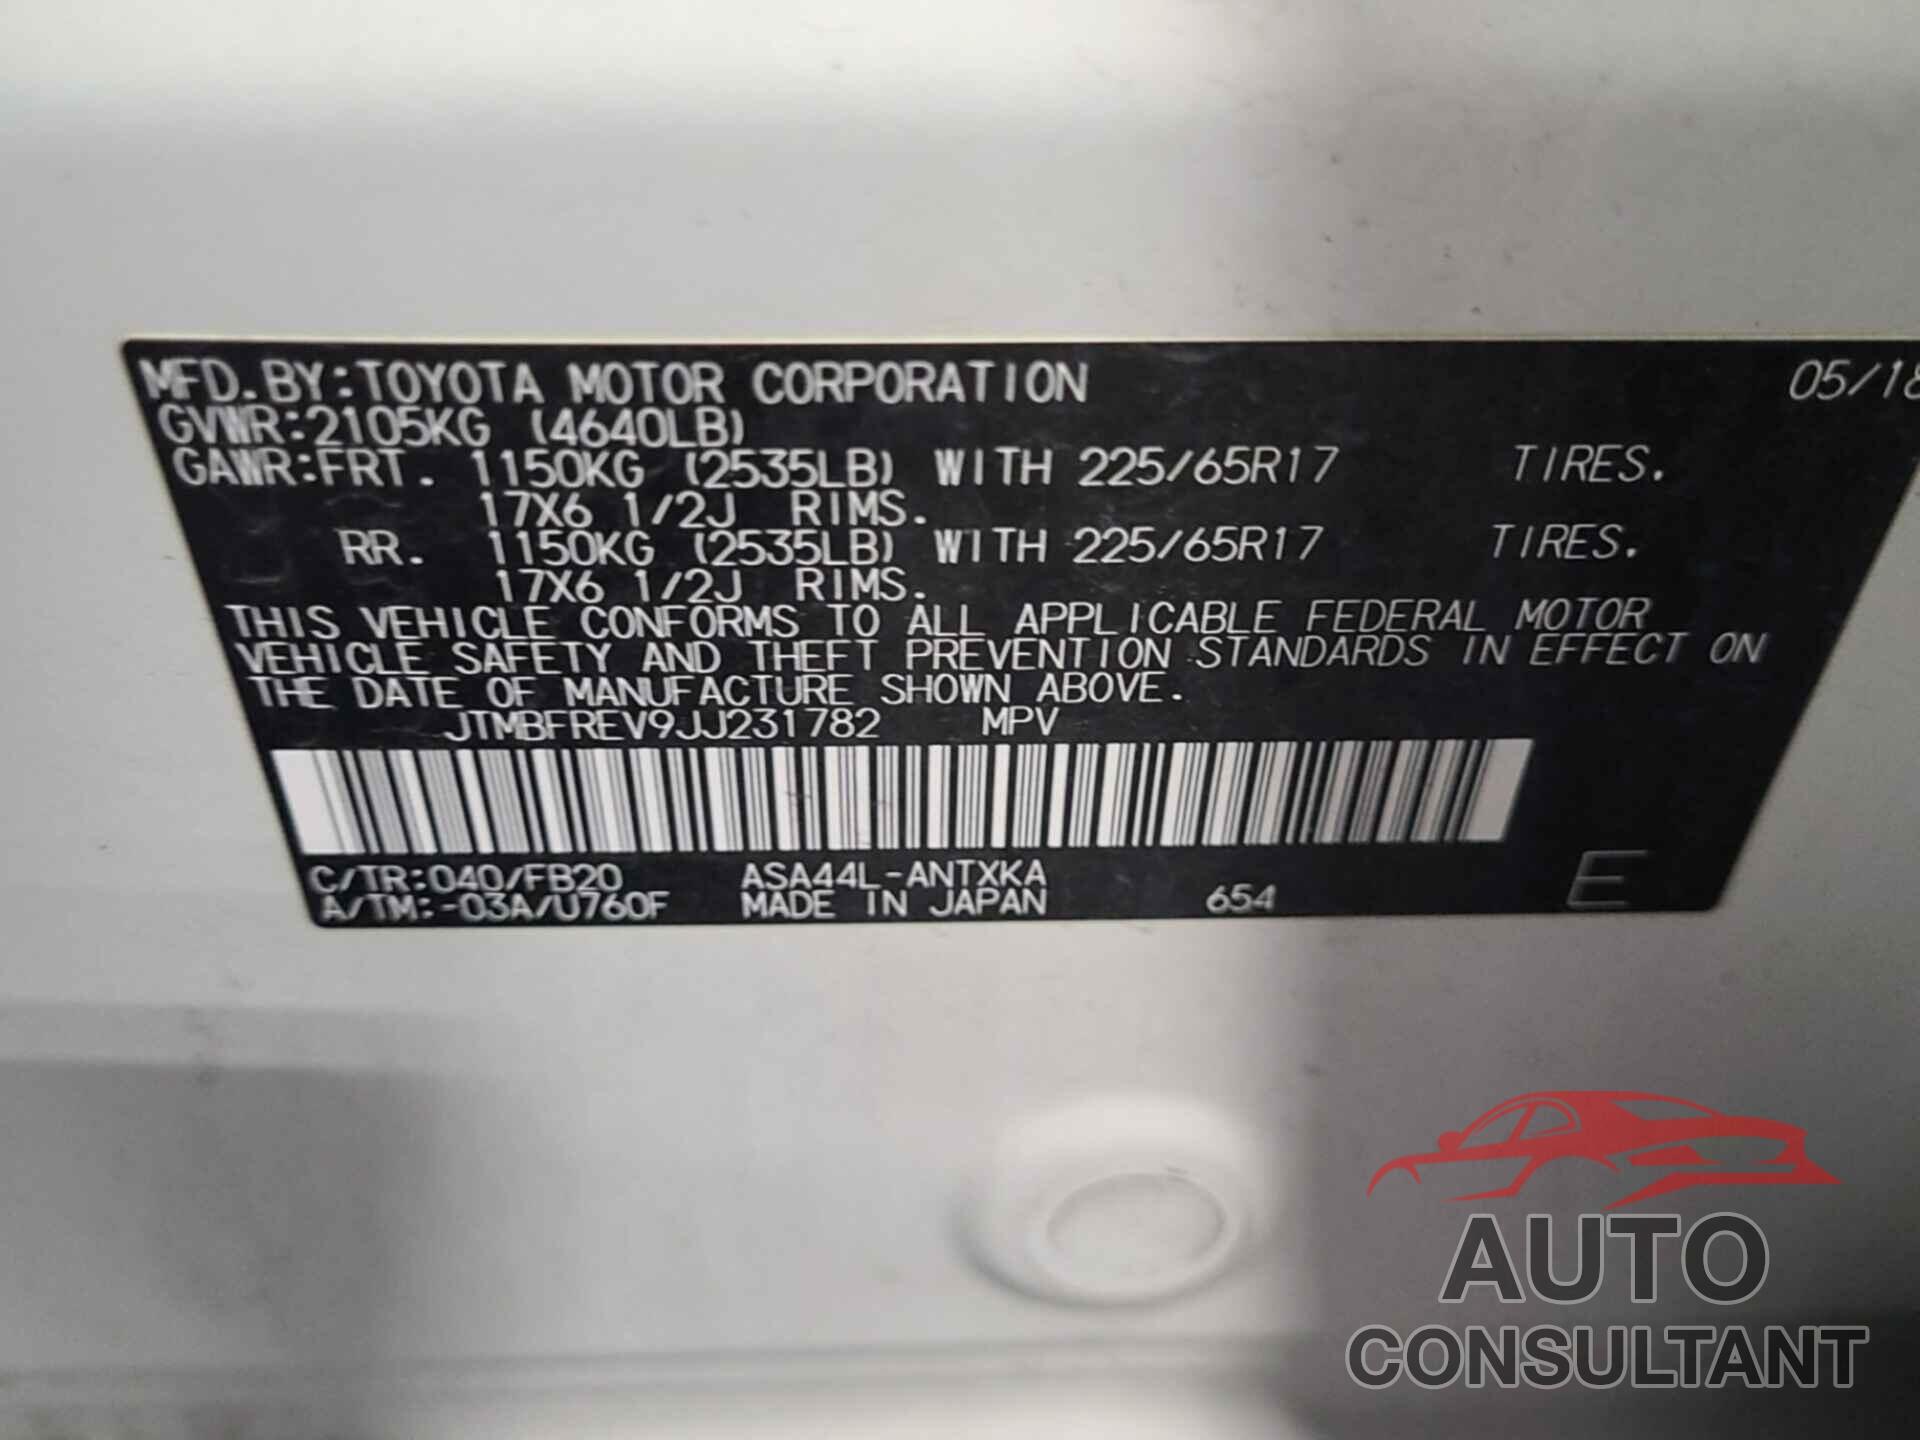 MFD.BY:TOYOTA MOTOR CORPORATION 05/18
GVWR:2105KG (4640LB)
GAWR:FRT. 1150KG (2535LB) WITH 225/65R17 TIRES.
17X6 1/2J RIMS.
RR. 1150KG (2535LB) WITH 225/65R17 TIRES.
17X6 1/2J RIMS.
THIS VEHICLE CONFORMS TO ALL APPLICABLE FEDERAL MOTOR
VEHICLE SAFETY AND THEFT PREVENTION STANDARDS IN EFFECT ON
THE DATE OF MANUFACTURE SHOWN ABOVE.
JTMBFREV9JJ231782 MPV
C/TR:040/FB20 ASA44L-ANTXKA
A/TM:-03A/U760F MADE IN JAPAN 654 E
AUTO
CONSULTANT